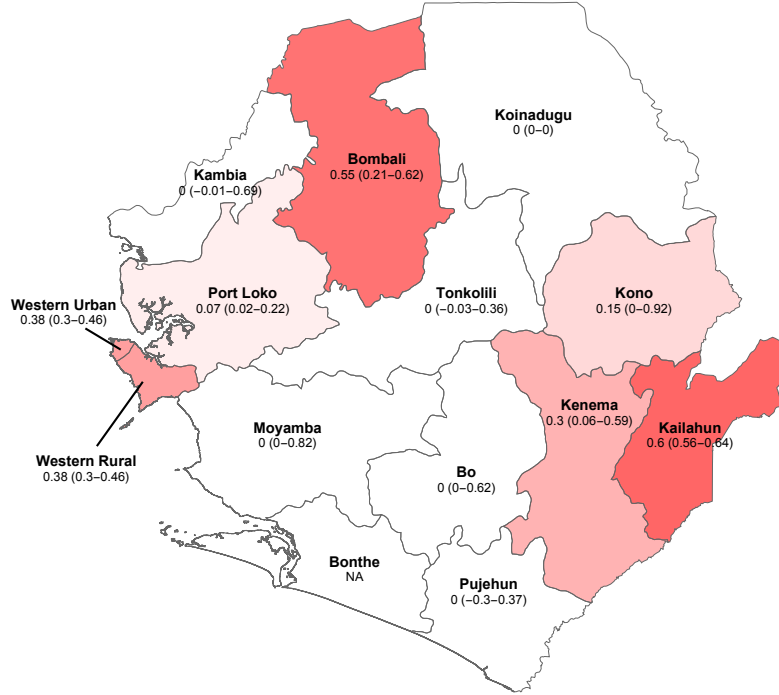 Koinadugu
0 (0−0)
Bombali
0.55 (0.21−0.62)
Kambia
0 (−0.01−0.69)
Port Loko
0.07 (0.02−0.22)
Tonkolili
0 (−0.03−0.36)
Kono
0.15 (0−0.92)
Western Urban
0.38 (0.3−0.46)
Kenema
0.3 (0.06−0.59)
Kailahun
0.6 (0.56−0.64)
Moyamba
0 (0−0.82)
Western Rural
0.38 (0.3−0.46)
Bo
0 (0−0.62)
Bonthe
NA
Pujehun
0 (−0.3−0.37)